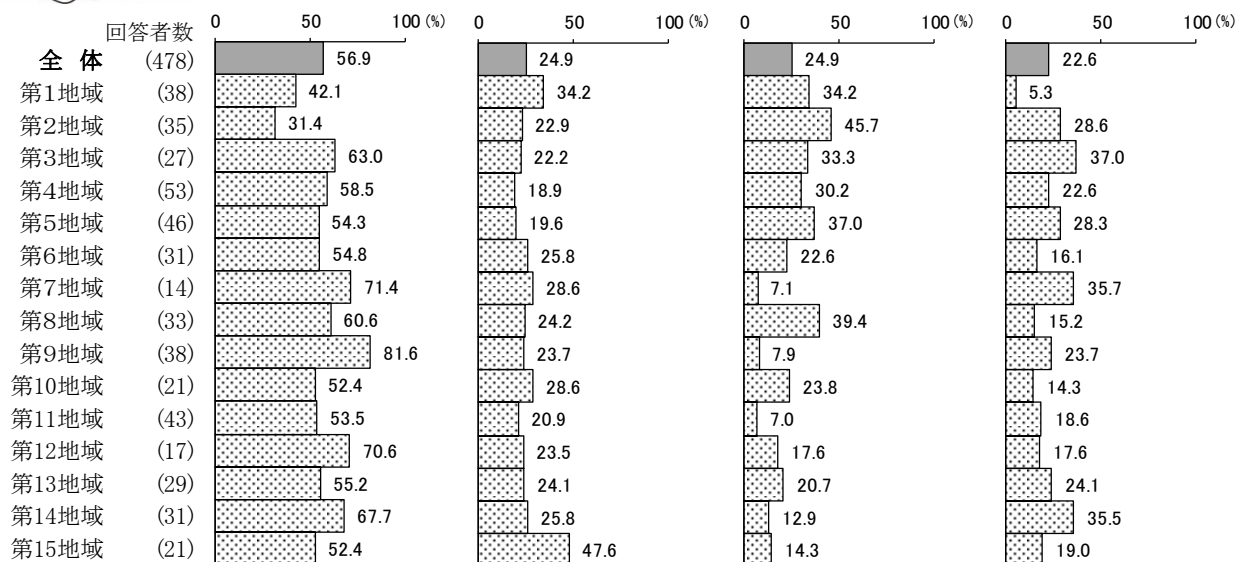 0 50 100 (%) 0 50 100 (%) 0 50 100 (%) 0 50 100 (%)
回答者数
全 体 (478) 56.9 24.9 24.9 22.6
第1地域 (38) 42.1 34.2 34.2 5.3
第2地域 (35) 31.4 22.9 45.7 28.6
第3地域 (27) 63.0 22.2 33.3 37.0
第4地域 (53) 58.5 18.9 30.2 22.6
第5地域 (46) 54.3 19.6 37.0 28.3
第6地域 (31) 54.8 25.8 22.6 16.1
第7地域 (14) 71.4 28.6 7.1 35.7
第8地域 (33) 60.6 24.2 39.4 15.2
第9地域 (38) 81.6 23.7 7.9 23.7
第10地域 (21) 52.4 28.6 23.8 14.3
第11地域 (43) 53.5 20.9 7.0 18.6
第12地域 (17) 70.6 23.5 17.6 17.6
第13地域 (29) 55.2 24.1 20.7 24.1
第14地域 (31) 67.7 25.8 12.9 35.5
第15地域 (21) 52.4 47.6 14.3 19.0